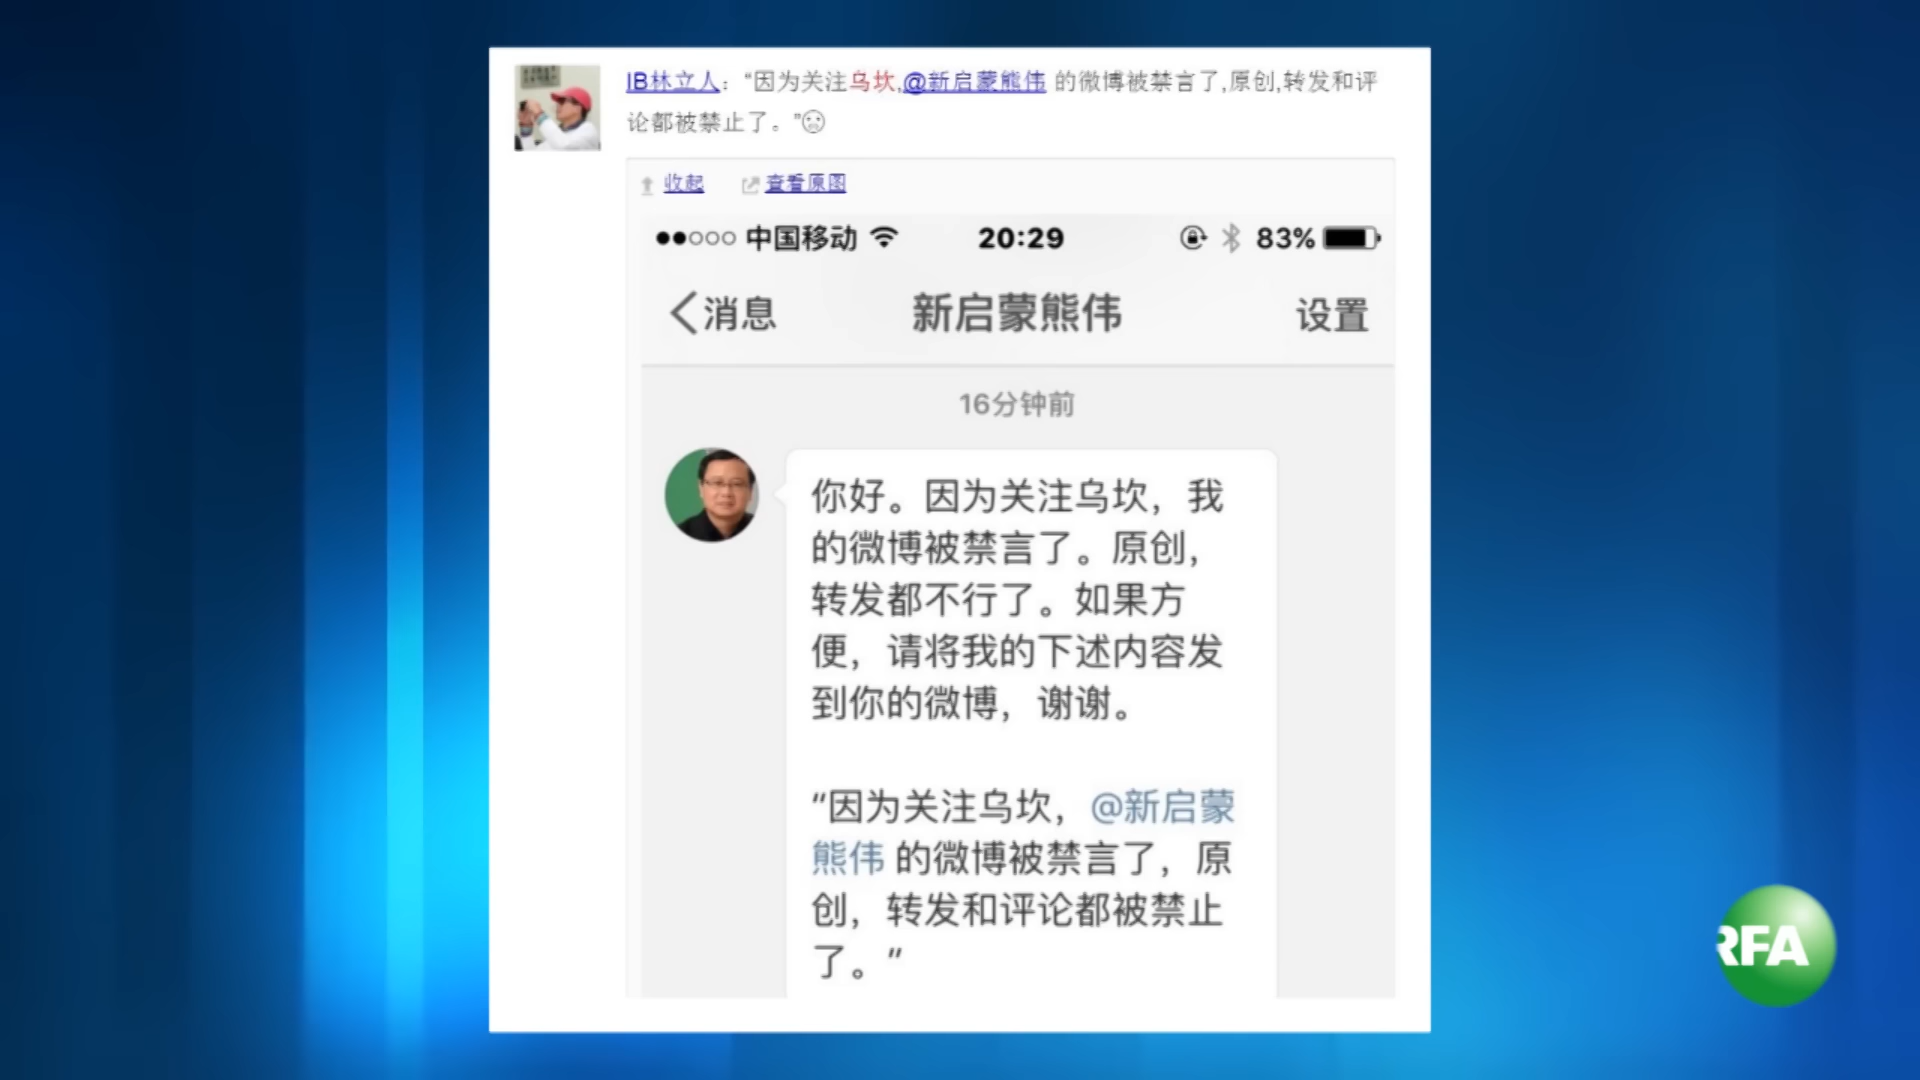 IB林立人：“因为关注乌坎,@新启蒙熊伟 的微博被禁言了,原创,转发和评
论都被禁止了。”
收起 查看原图
中国移动 20:29 83%
消息 新启蒙熊伟 设置
16分钟前
你好。因为关注乌坎，我
的微博被禁言了。原创，
转发都不行了。如果方
便，请将我的下述内容发
到你的微博，谢谢。
“因为关注乌坎，@新启蒙
熊伟 的微博被禁言了，原
创，转发和评论都被禁止
了。”
RFA